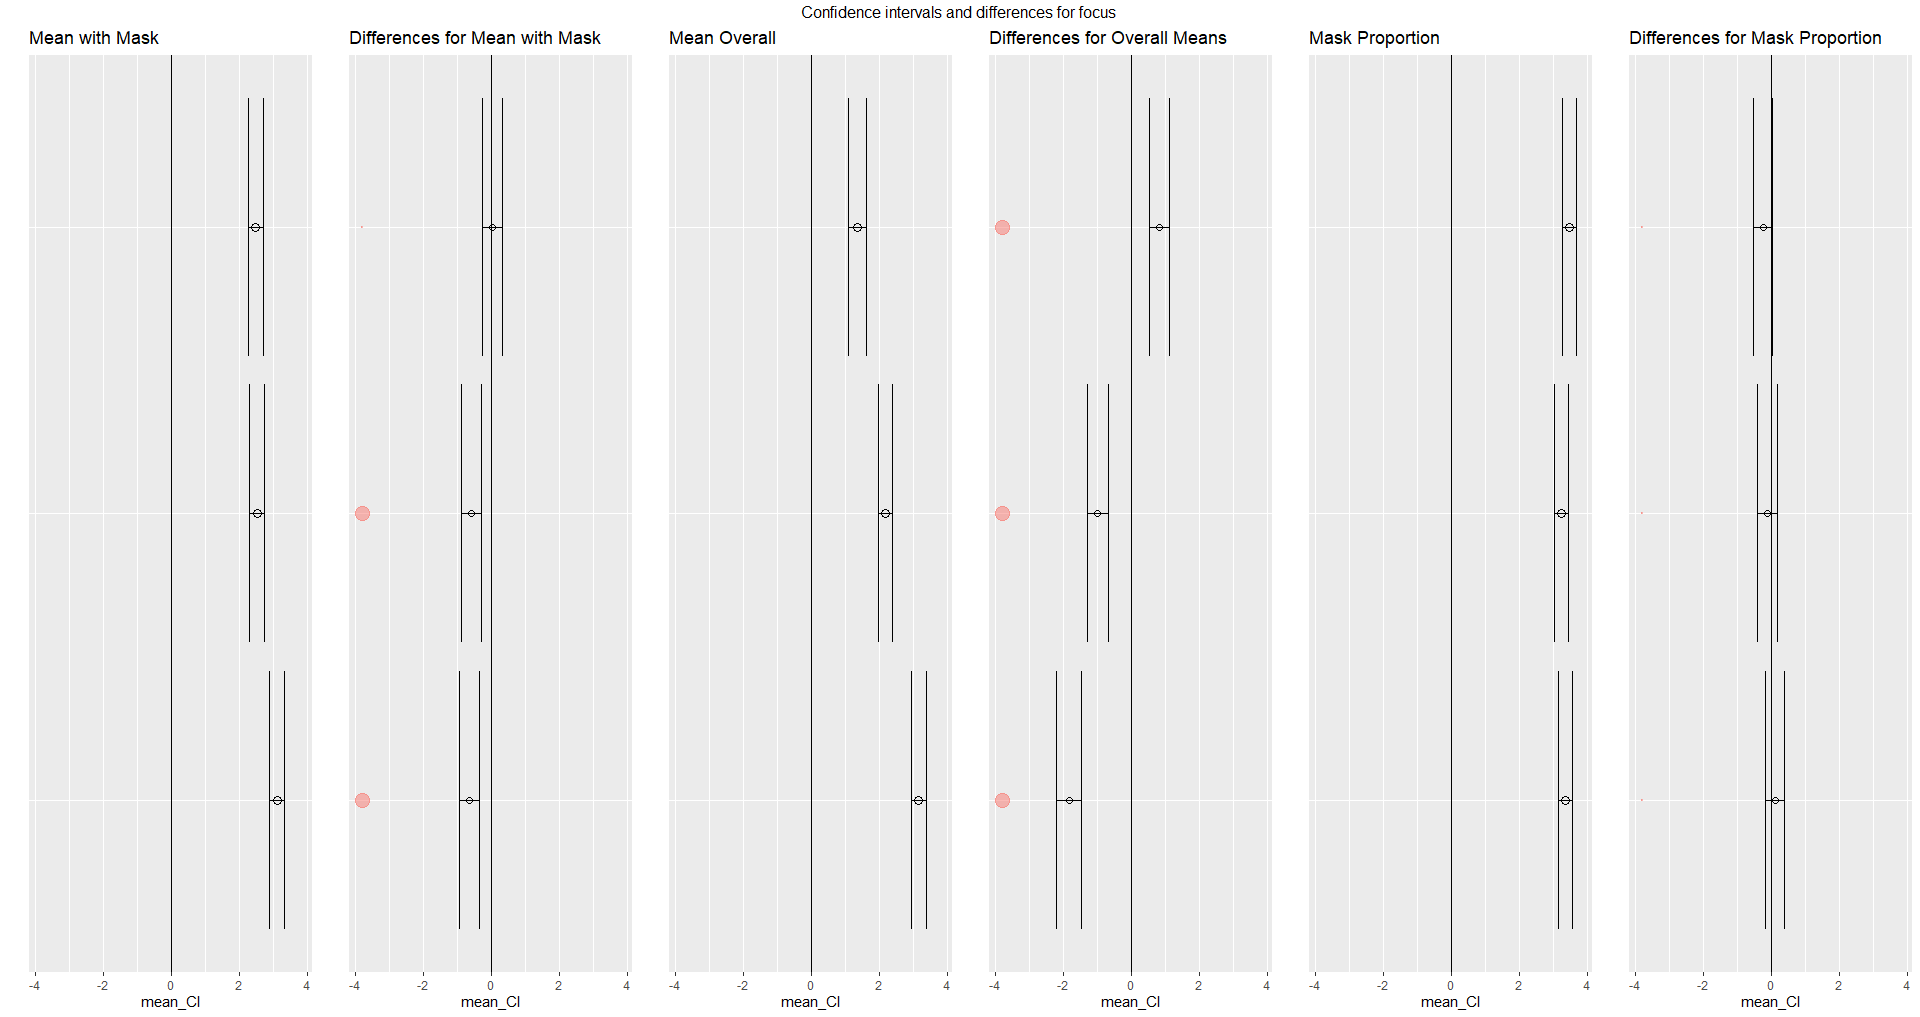 Confidence intervals and differences for focus
Mean with Mask
Differences for Mean with Mask
Mean Overall
Differences for Overall Means
Mask Proportion
Differences for Mask Proportion
-4 -2 0 2 4
-4 -2 0 2 4
-4 -2 0 2 4
-4 -2 0 2 4
-4 -2 0 2 4
-4 -2 0 2 4
mean_CI
mean_CI
mean_CI
mean_CI
mean_CI
mean_CI